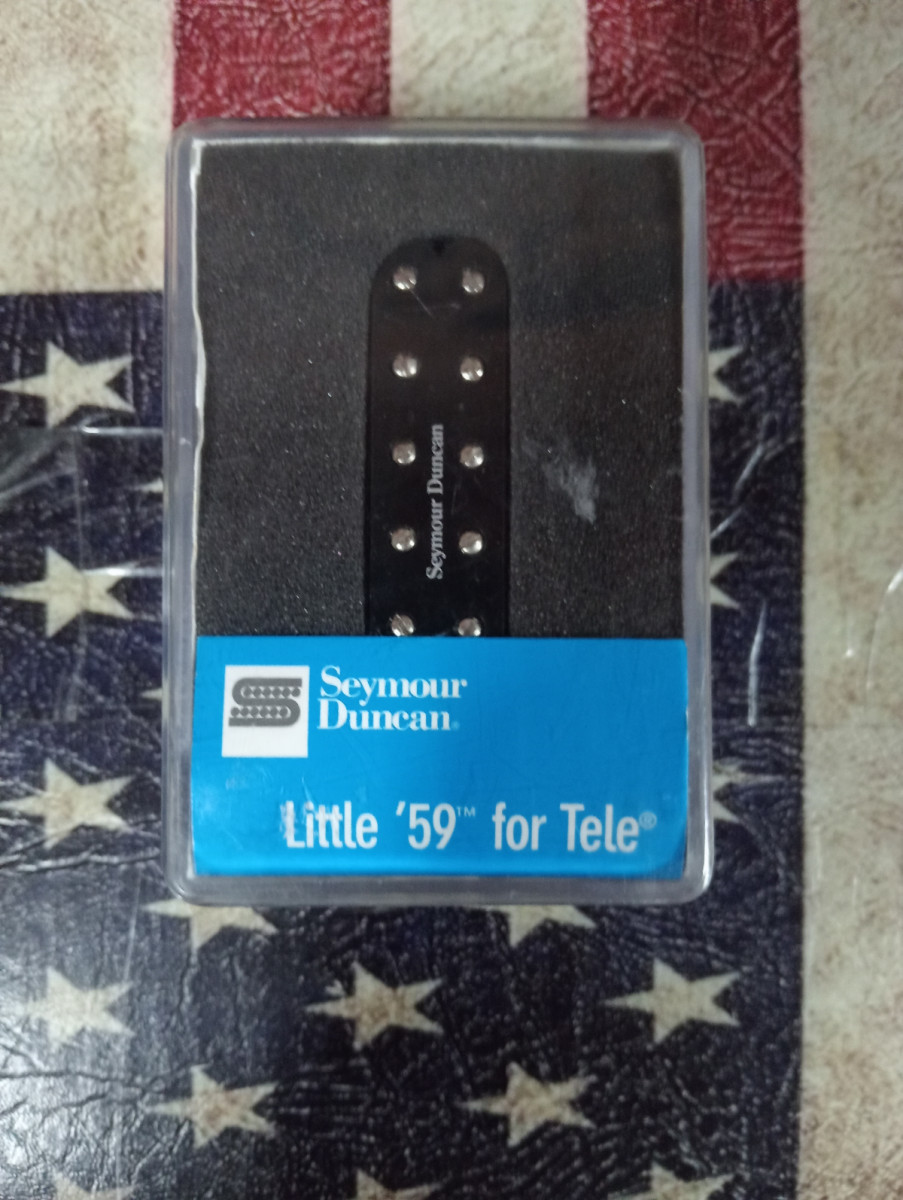 Seymour Duncan
Seymour
Duncan®
Little '59™ for Tele®